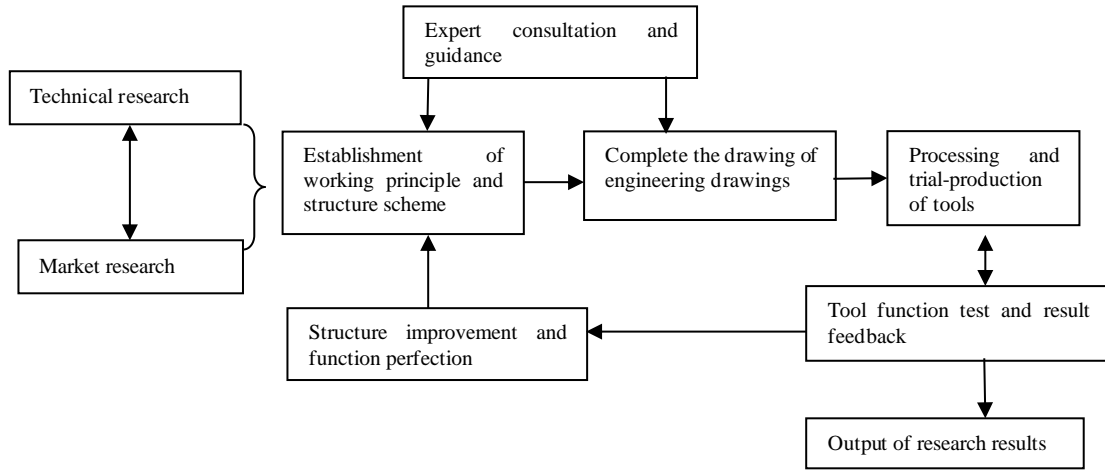 Expert consultation and
guidance
Technical research
Market research
Establishment of
working principle and
structure scheme
Complete the drawing of
engineering drawings
Processing and
trial-production
of tools
Structure improvement and
function perfection
Tool function test and result
feedback
Output of research results